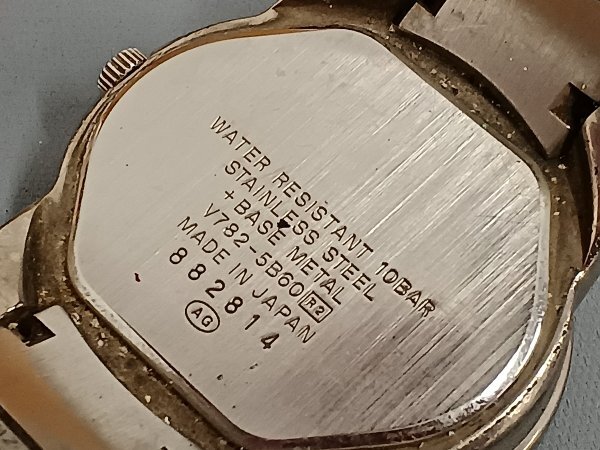 WATER RESISTANT 10BAR
STAINLESS STEEL
+BASE METAL
V782-5B60 R2
MADE IN JAPAN
882814
AG